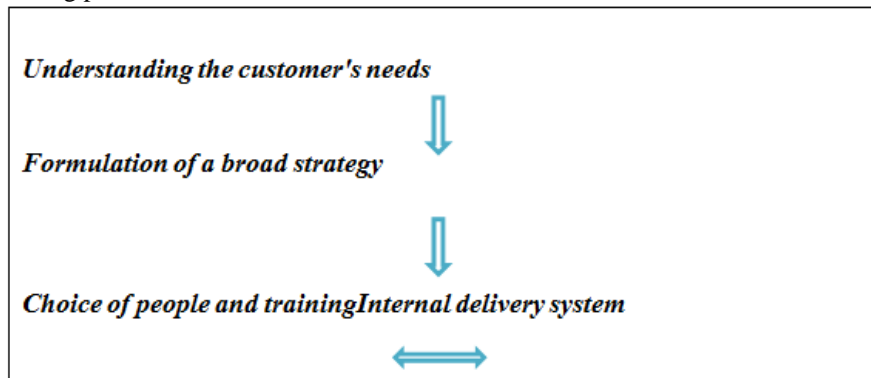 Understanding the customer's needs
Formulation of a broad strategy
Choice of people and trainingInternal delivery system